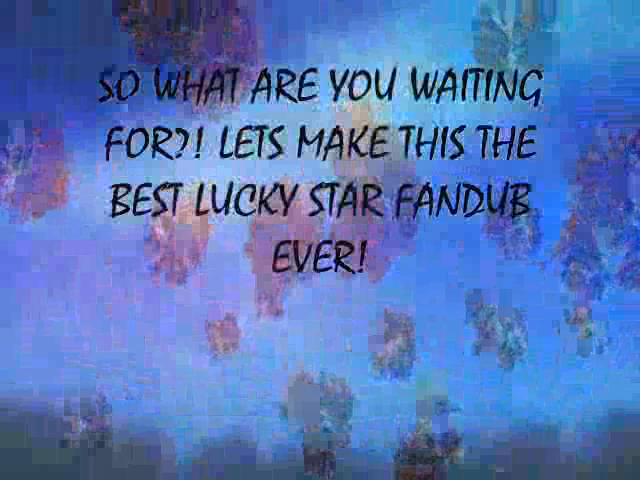 SO WHAT ARE YOU WAITING
FOR?! LETS MAKE THIS THE
BEST LUCKY STAR FANDUB
EVER!